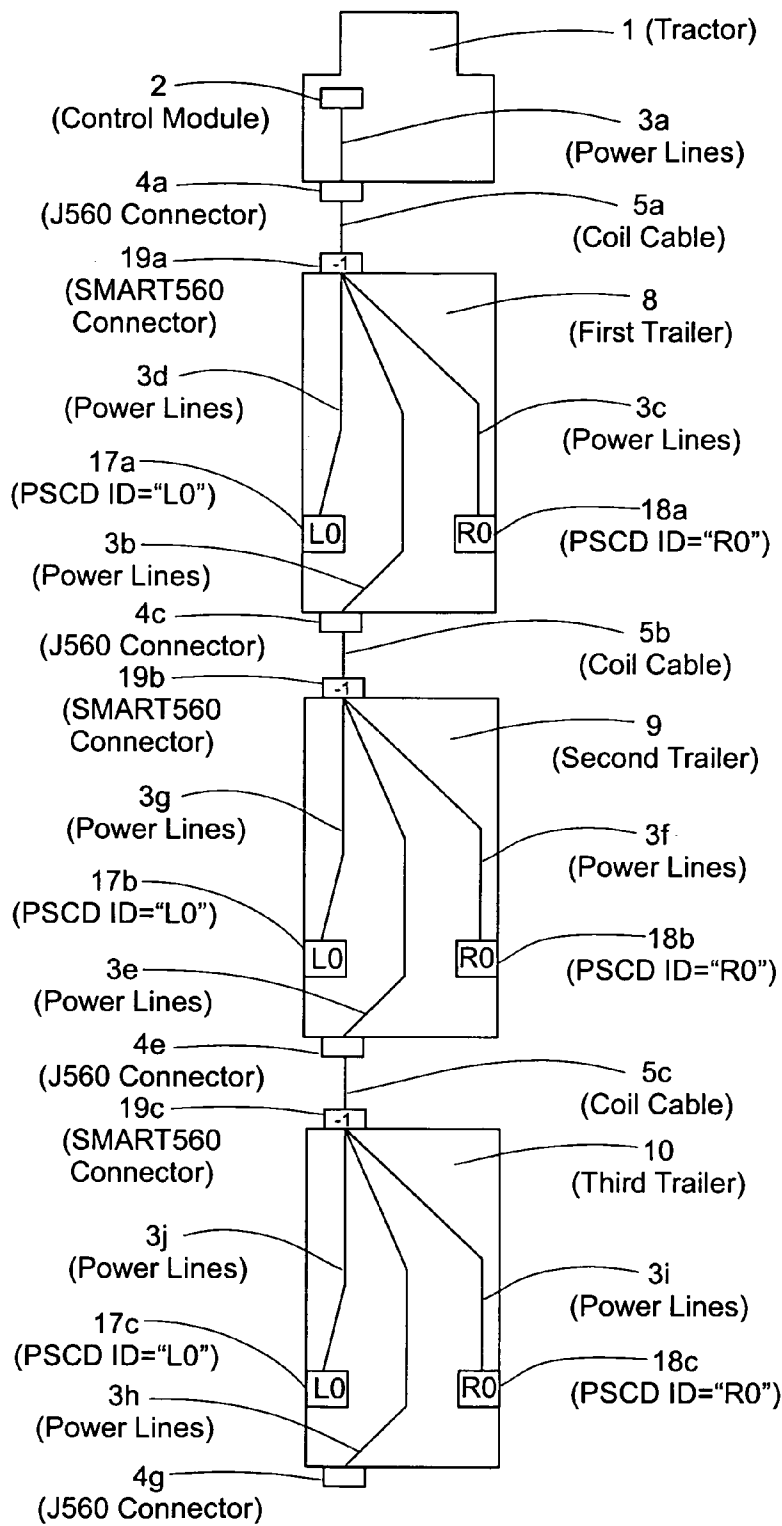 1 (Tractor)
2
(Control Module)
3a
(Power Lines)
4a
(J560 Connector)
5a
(Coil Cable)
19a
(SMART560
Connector)
-1
8
(First Trailer)
3d
(Power Lines)
3c
(Power Lines)
17a
(PSCD ID=“L0”)
L0
R0
18a
(PSCD ID=“R0”)
3b
(Power Lines)
4c
(J560 Connector)
5b
(Coil Cable)
19b
(SMART560
Connector)
-1
9
(Second Trailer)
3g
(Power Lines)
3f
(Power Lines)
17b
(PSCD ID=“L0”)
L0
R0
18b
(PSCD ID=“R0”)
3e
(Power Lines)
4e
(J560 Connector)
5c
(Coil Cable)
19c
(SMART560
Connector)
-1
10
(Third Trailer)
3j
(Power Lines)
3i
(Power Lines)
17c
(PSCD ID=“L0”)
L0
R0
18c
(PSCD ID=“R0”)
3h
(Power Lines)
4g
(J560 Connector)